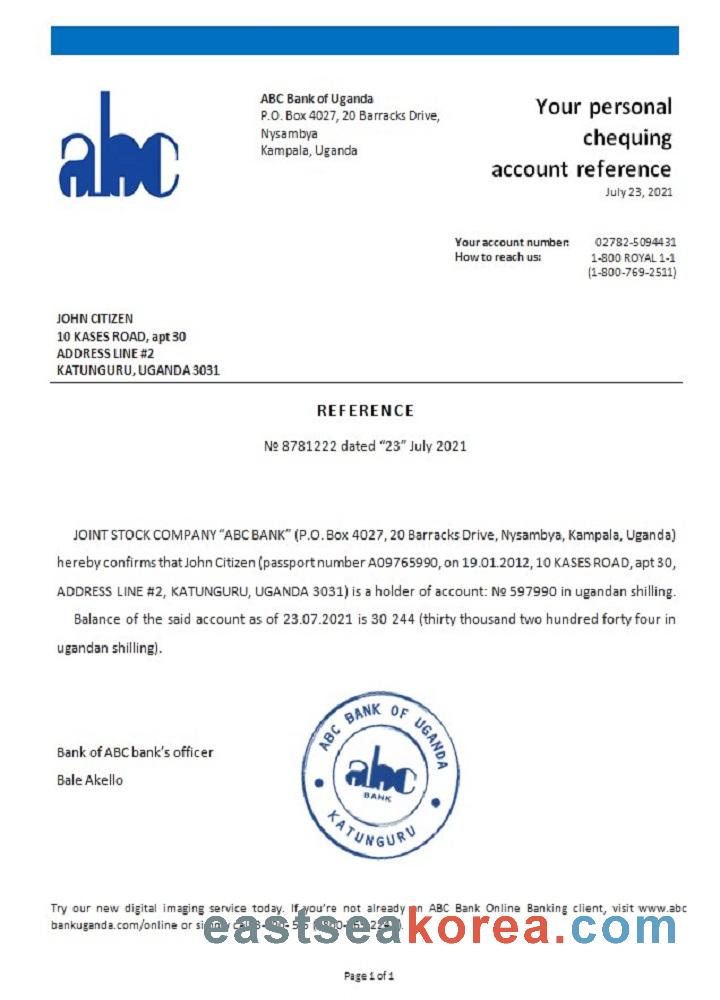 abc
ABC Bank of Uganda
P.O. Box 4027, 20 Barracks Drive,
Nysambya
Kampala, Uganda
Your personal
chequing
account reference
July 23, 2021
Your account number: 02782-5094431
How to reach us: 1-800 ROYAL 1-1
(1-800-769-2511)
JOHN CITIZEN
10 KASES ROAD, apt 30
ADDRESS LINE #2
KATUNGURU, UGANDA 3031
REFERENCE
№ 8781222 dated “23” July 2021
JOINT STOCK COMPANY “ABC BANK” (P.O. Box 4027, 20 Barracks Drive, Nysambya, Kampala, Uganda)
hereby confirms that John Citizen (passport number A09765990, on 19.01.2012, 10 KASES ROAD, apt 30,
ADDRESS LINE #2, KATUNGURU, UGANDA 3031) is a holder of account: № 597990 in ugandan shilling.
Balance of the said account as of 23.07.2021 is 30 244 (thirty thousand two hundred forty four in
ugandan shilling).
Bank of ABC bank’s officer
Bale Akello
ABC BANK OF UGANDA
abc
BANK
KATUNGURU
Try our new digital imaging service today. If you’re not already an ABC Bank Online Banking client, visit www.abc
bankuganda.com/online or
eastseakorea.com
Page 1 of 1